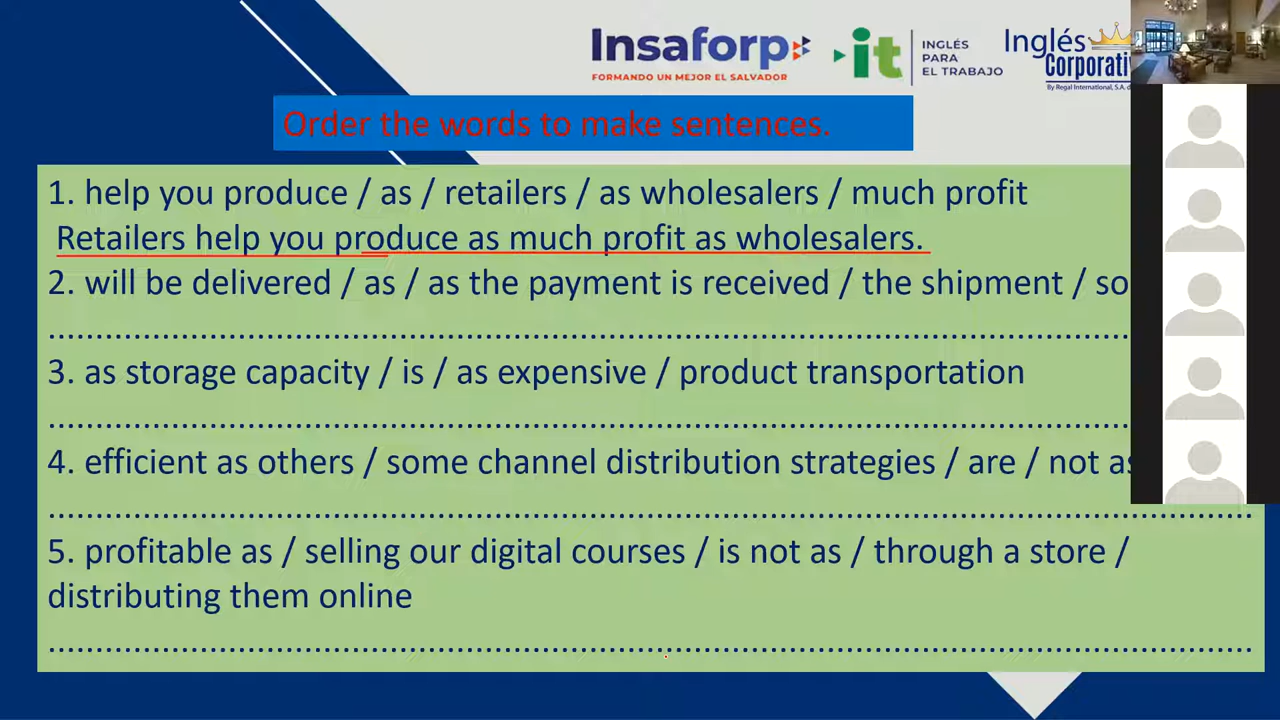 Insaforp
FORMANDO UN MEJOR EL SALVADOR
it
INGLÉS
PARA
EL TRABAJO
Inglés
By Regal International, S.A.
Order the words to make sentences.
1. help you produce / as / retailers / as wholesalers / much profit
Retailers help you produce as much profit as wholesalers.
2. will be delivered / as / as the payment is received / the shipment / so
3. as storage capacity / is / as expensive / product transportation
4. efficient as others / some channel distribution strategies / are / not as
5. profitable as / selling our digital courses / is not as / through a store /
distributing them online